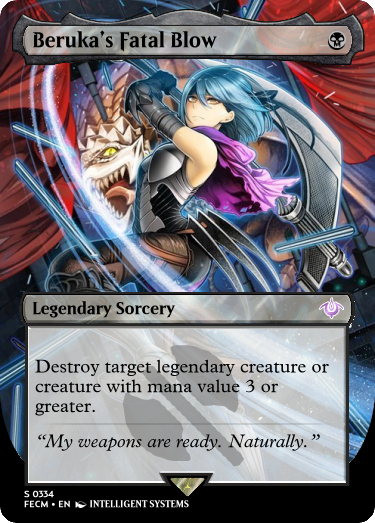 Beruka's Fatal Blow
Legendary Sorcery
Destroy target legendary creature or
creature with mana value 3 or
greater.
“My weapons are ready. Naturally.”
S 0334
FECM • EN INTELLIGENT SYSTEMS